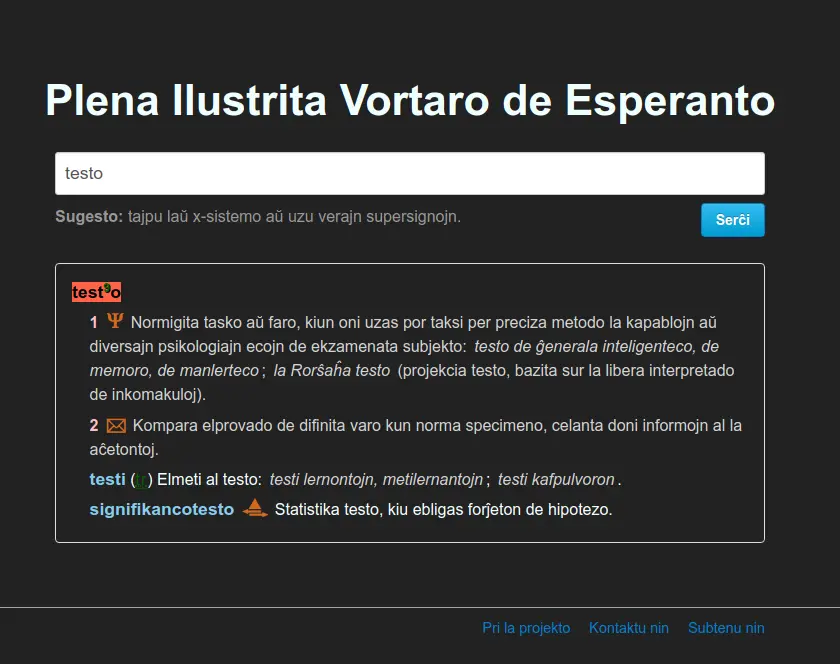 Plena Ilustrita Vortaro de Esperanto
testo
Sugesto: tajpu laŭ x-sistemo aŭ uzu verajn supersignojn.
Serĉi
test°o
1 Ψ Normigita tasko aŭ faro, kiun oni uzas por taksi per preciza metodo la kapablojn aŭ
diversajn psikologiajn ecojn de ekzamenata subjekto: testo de ĝenerala inteligenteco, de
memoro, de manlerteco; la Rorŝaĥa testo (projekcia testo, bazita sur la libera interpretado
de inkomakuloj).
2 Kompara elprovado de difinita varo kun norma specimeno, celanta doni informojn al la
aĉetontoj.
testi () Elmeti al testo: testi lernontojn, metilernantojn; testi kafpulvoron.
signifikancotesto Statistika testo, kiu ebligas forĵeton de hipotezo.
Pri la projekto Kontaktu nin Subtenu nin